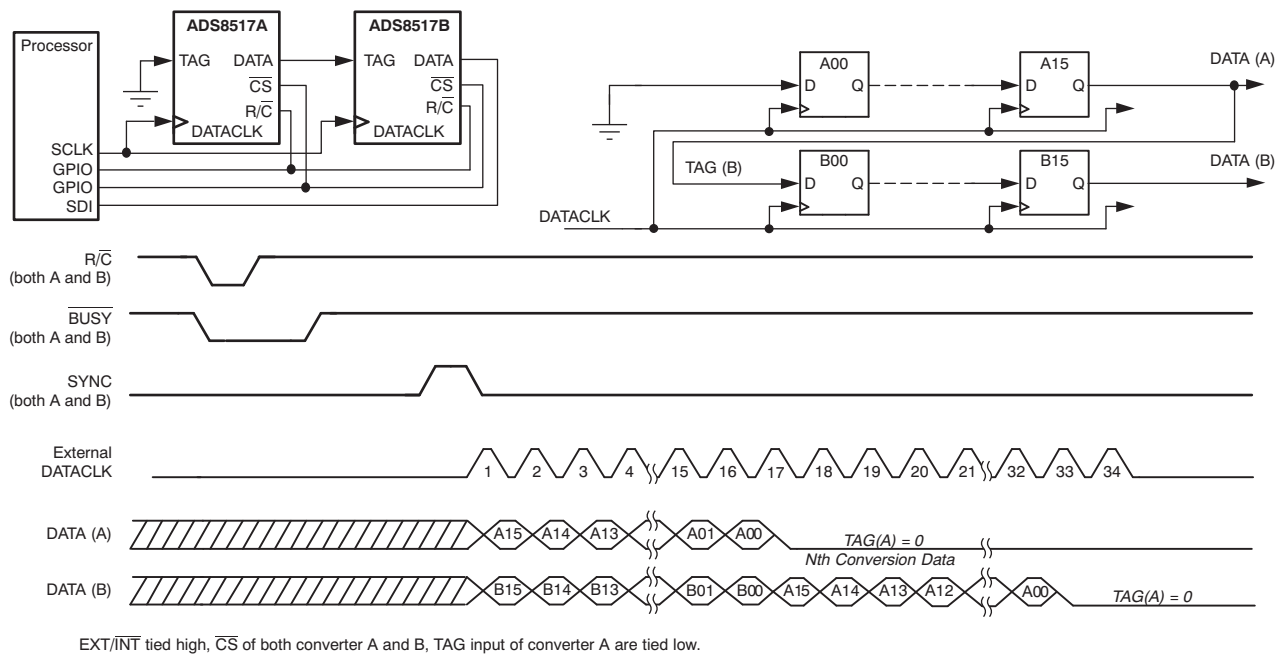 Processor
SCLK
GPIO
GPIO
SDI
ADS8517A
TAG DATA
CS
R/C
DATACLK
ADS8517B
TAG DATA
CS
R/C
DATACLK
A00
D Q
A15
D Q
DATA (A)
TAG (B)
B00
D Q
B15
D Q
DATA (B)
DATACLK
R/C
(both A and B)
BUSY
(both A and B)
SYNC
(both A and B)
External
DATACLK
1 2 3 4 15 16 17 18 19 20 21 32 33 34
DATA (A)
A15 A14 A13 A01 A00 TAG(A) = 0
Nth Conversion Data
DATA (B)
B15 B14 B13 B01 B00 A15 A14 A13 A12 A00 TAG(A) = 0
EXT/INT tied high, CS of both converter A and B, TAG input of converter A are tied low.